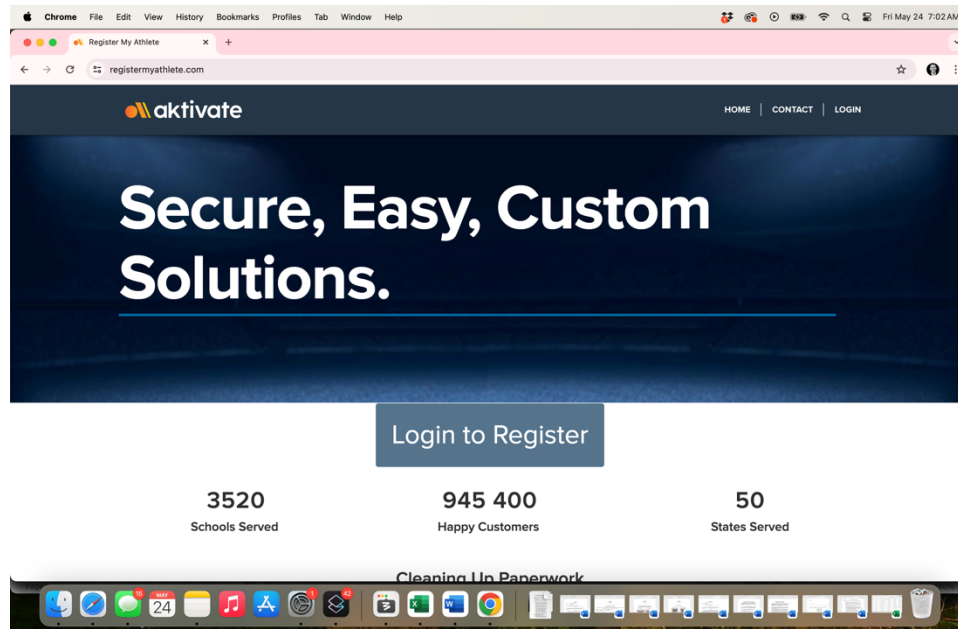 Chrome File Edit View History Bookmarks Profiles Tab Window Help Fri May 24 7:02AM
Register My Athlete
registermyathlete.com
aktivate HOME CONTACT LOGIN
Secure, Easy, Custom
Solutions.
Login to Register
3520 945 400 50
Schools Served Happy Customers States Served
Cleaning Up Paperwork
MAY
24